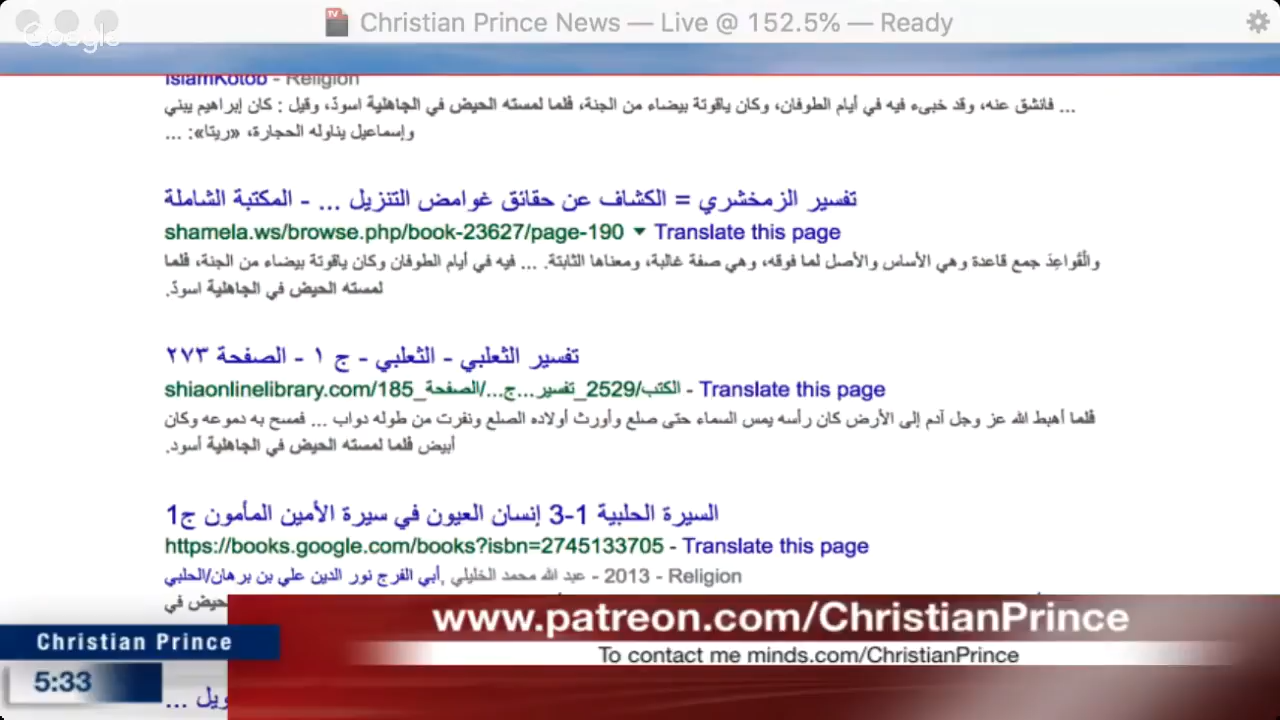 Google
Christian Prince News — Live @ 152.5% — Ready
IslamKotob - Religion
... فانشق عنه، وقد خبىء فيه في أيام الطوفان، وكان ياقوتة بيضاء من الجنة، فلما لمسته الحيض في الجاهلية اسودّ، وقيل : كان إبراهيم يبني
وإسماعيل يناوله الحجارة، «ربنا»: ...
تفسير الزمخشري = الكشاف عن حقائق غوامض التنزيل ... - المكتبة الشاملة
shamela.ws/browse.php/book-23627/page-190 ▼ Translate this page
والْقَواعِدَ جمع قاعدة وهي الأساس والأصل لما فوقه، وهي صفة غالبة، ومعناها الثابتة. ... فيه في أيام الطوفان وكان ياقوتة بيضاء من الجنة، فلما
لمسته الحيض في الجاهلية اسودّ.
تفسير الثعلبي - الثعلبي - ج ١ - الصفحة ٢٧٣
shiaonlinelibrary.com/الكتب/2529_تفسير...ج.../الصفحة_185 - Translate this page
فلما أهبط الله عز وجل آدم إلى الأرض كان رأسه يمس السماء حتى صلع وأورث أولاده الصلع ونفرت من طوله دواب ... فمسح به دموعه وكان
أبيض فلما لمسته الحيض في الجاهلية أسود.
السيرة الحلبية 1-3 إنسان العيون في سيرة الأمين المأمون ج1
https://books.google.com/books?isbn=2745133705 - Translate this page
أبي الفرج نور الدين علي بن برهان/الحلبي, عبد الله محمد الخليلي - 2013 - Religion
في
www.patreon.com/ChristianPrince
Christian Prince
To contact me minds.com/ChristianPrince
5:33